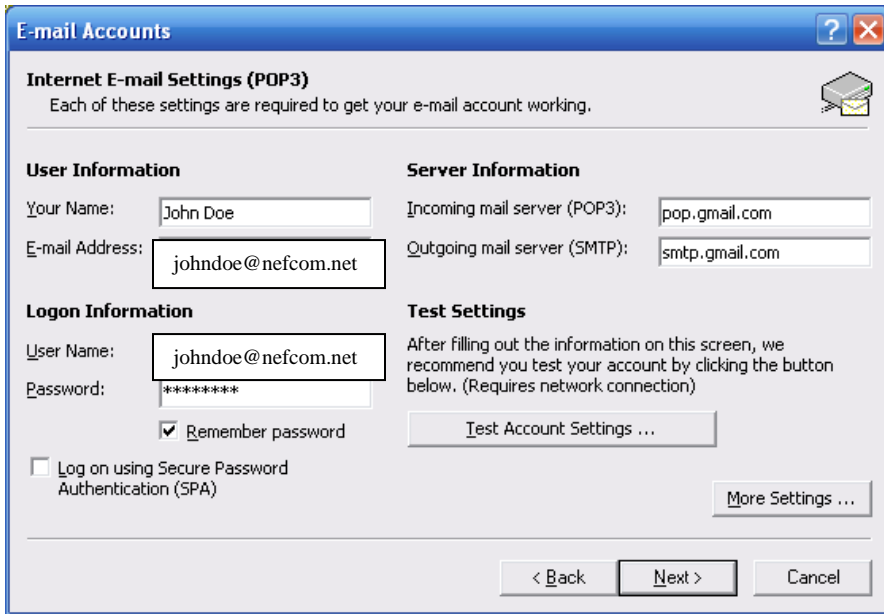 E-mail Accounts
Internet E-mail Settings (POP3)
Each of these settings are required to get your e-mail account working.
User Information
Your Name: John Doe
E-mail Address: johndoe@nefcom.net
Logon Information
User Name: johndoe@nefcom.net
Password: ********
Remember password
Log on using Secure Password
Authentication (SPA)
Server Information
Incoming mail server (POP3): pop.gmail.com
Outgoing mail server (SMTP): smtp.gmail.com
Test Settings
After filling out the information on this screen, we
recommend you test your account by clicking the button
below. (Requires network connection)
Test Account Settings ...
More Settings ...
< Back
Next >
Cancel